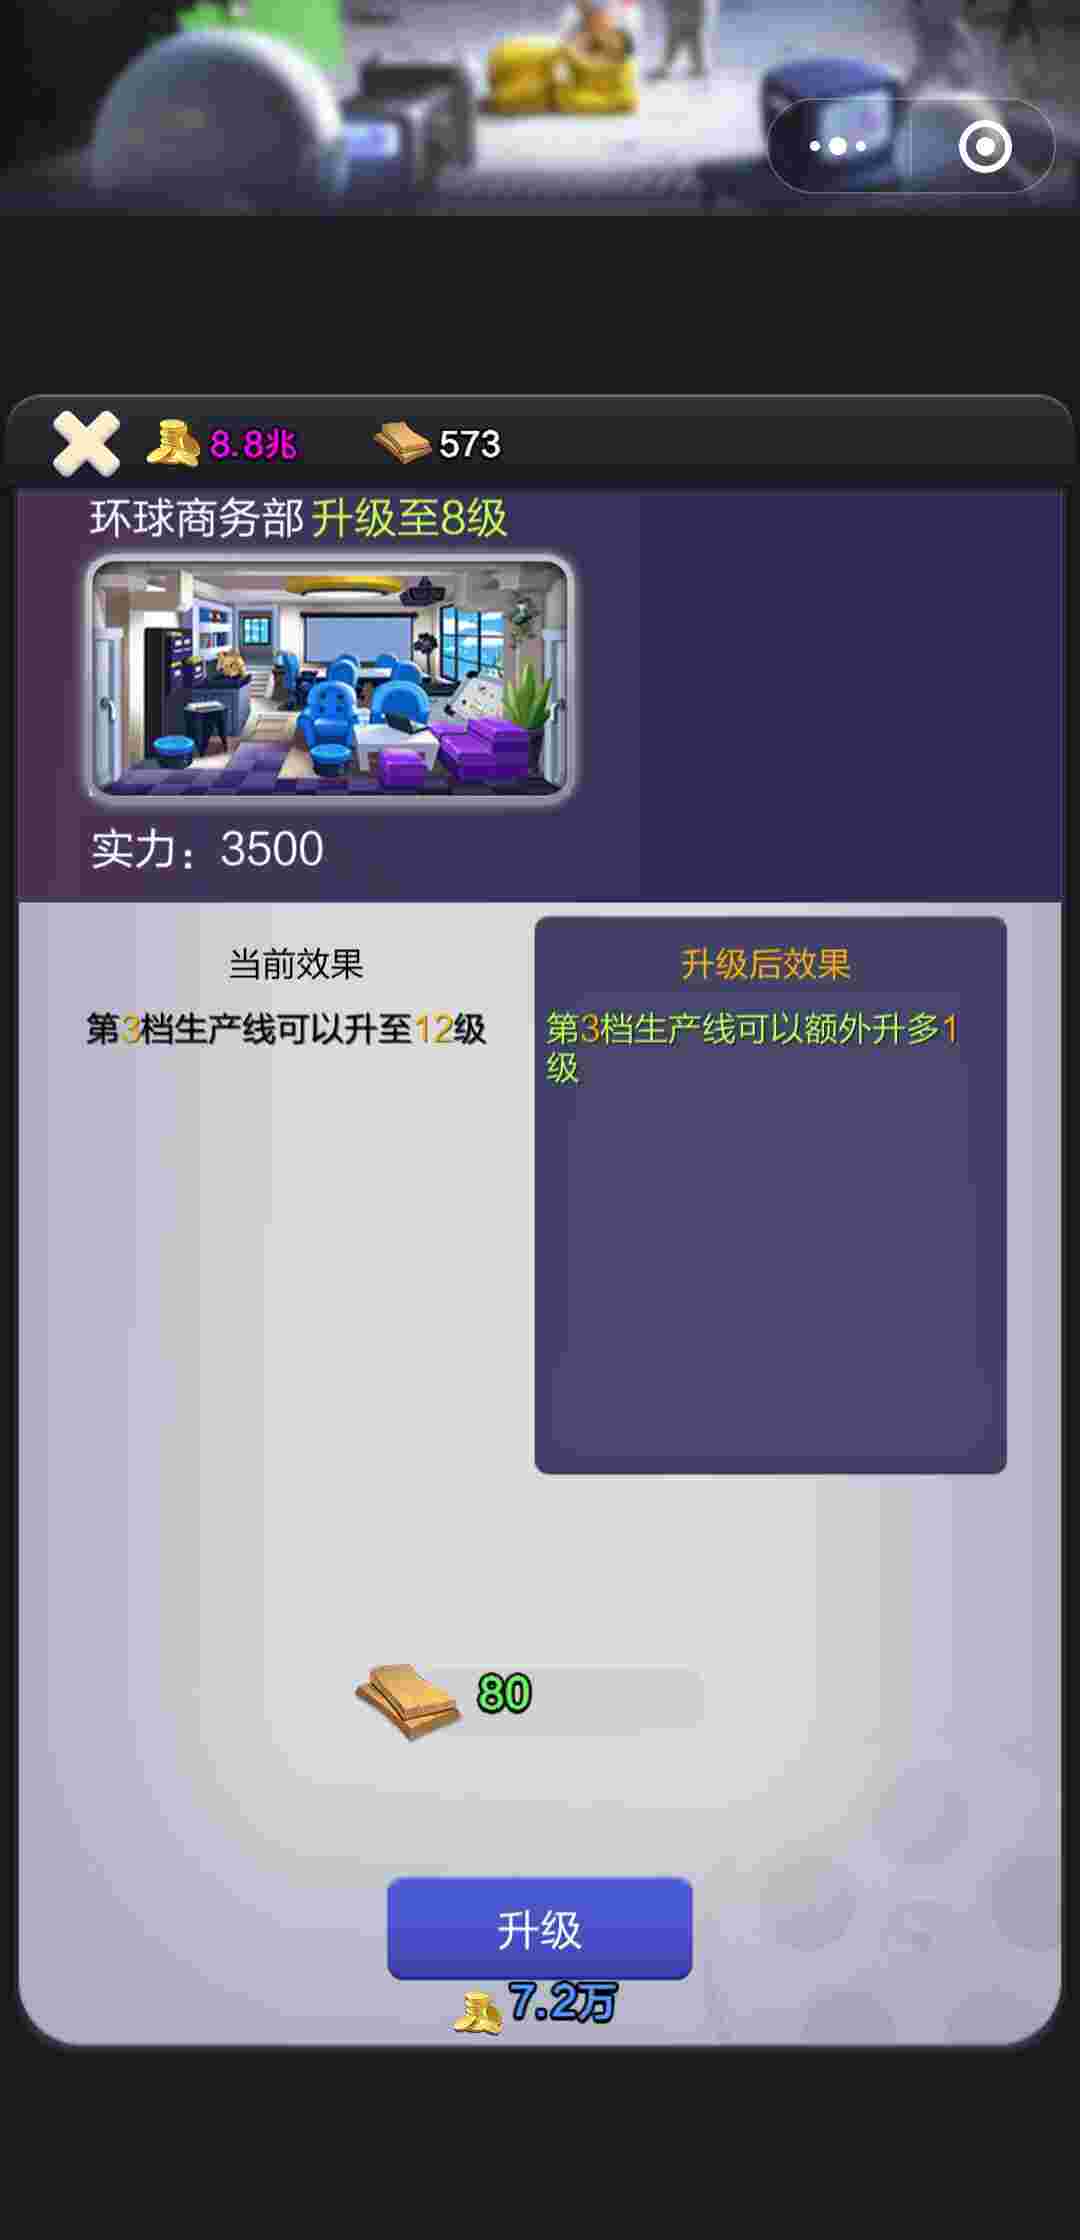 8.8兆 573
环球商务部 升级至8级
实力：3500
当前效果
第3档生产线可以升至12级
升级后效果
第3档生产线可以额外升多1
级
80
升级
7.2万